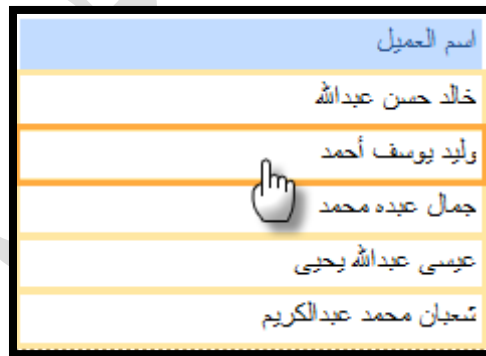 اسم العميل
خالد حسن عبدالله
وليد يوسف أحمد
جمال عبده محمد
عيسى عبدالله يحيى
شعبان محمد عبدالكريم